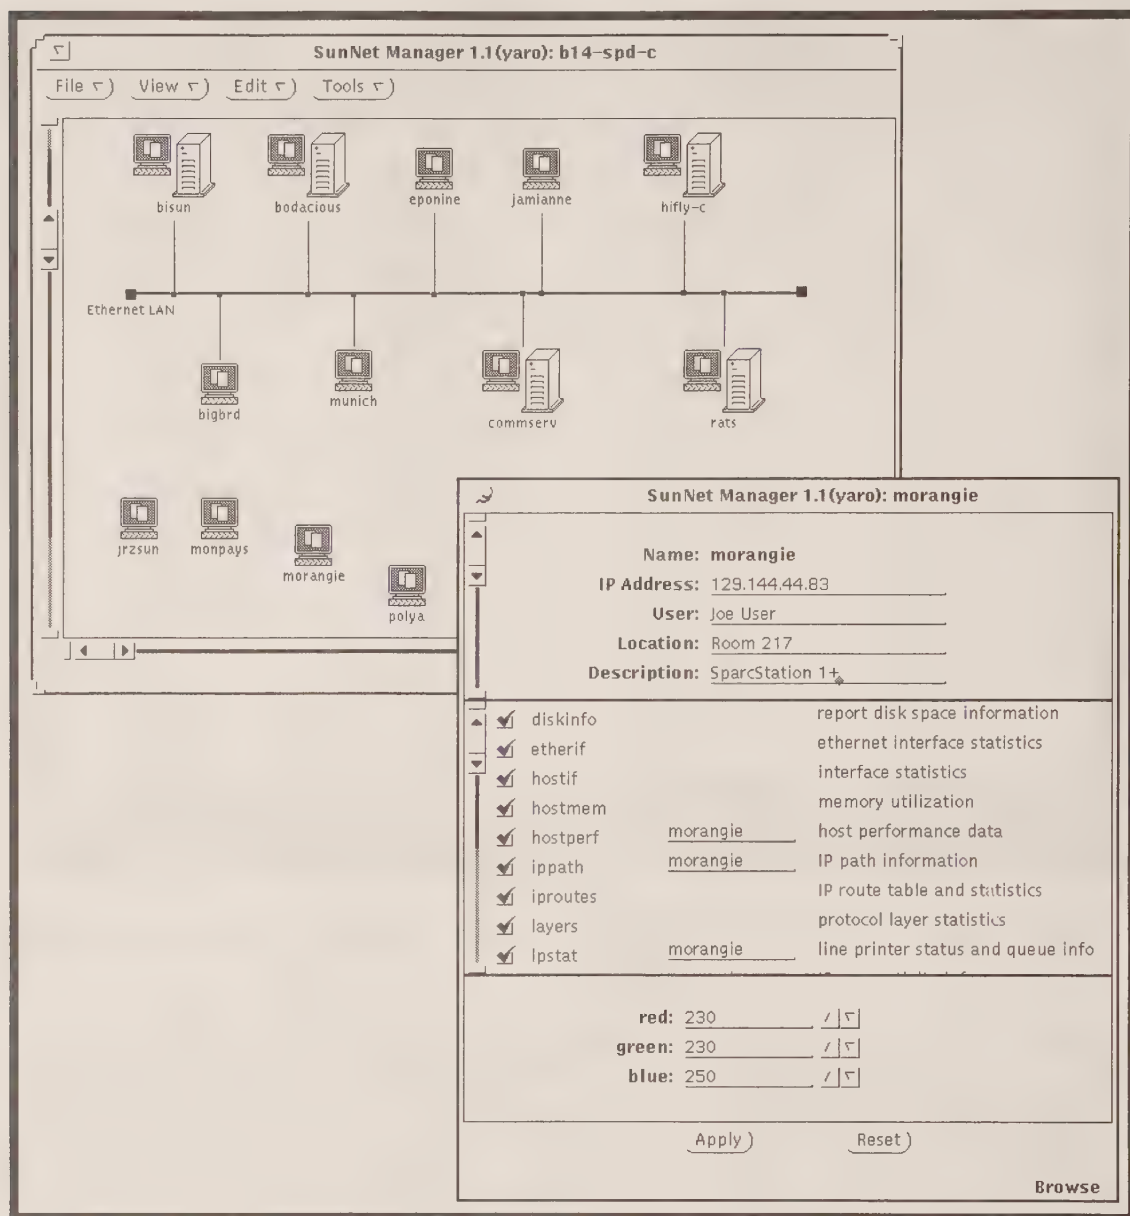 SunNet Manager 1.1(yaro): b14-spd-c
File View Edit Tools
bisun bodacious eponine jamianne hifly-c
Ethernet LAN
bigbrd munich commserv rats
jrzsun monpays morangie polya
SunNet Manager 1.1(yaro): morangie
Name: morangie
IP Address: 129.144.44.83
User: Joe User
Location: Room 217
Description: SparcStation 1+
diskinfo report disk space information
etherif ethernet interface statistics
hostif interface statistics
hostmem memory utilization
hostperf morangie host performance data
ippath morangie IP path information
iproutes IP route table and statistics
layers protocol layer statistics
lpstat morangie line printer status and queue info
red: 230
green: 230
blue: 250
Apply Reset
Browse